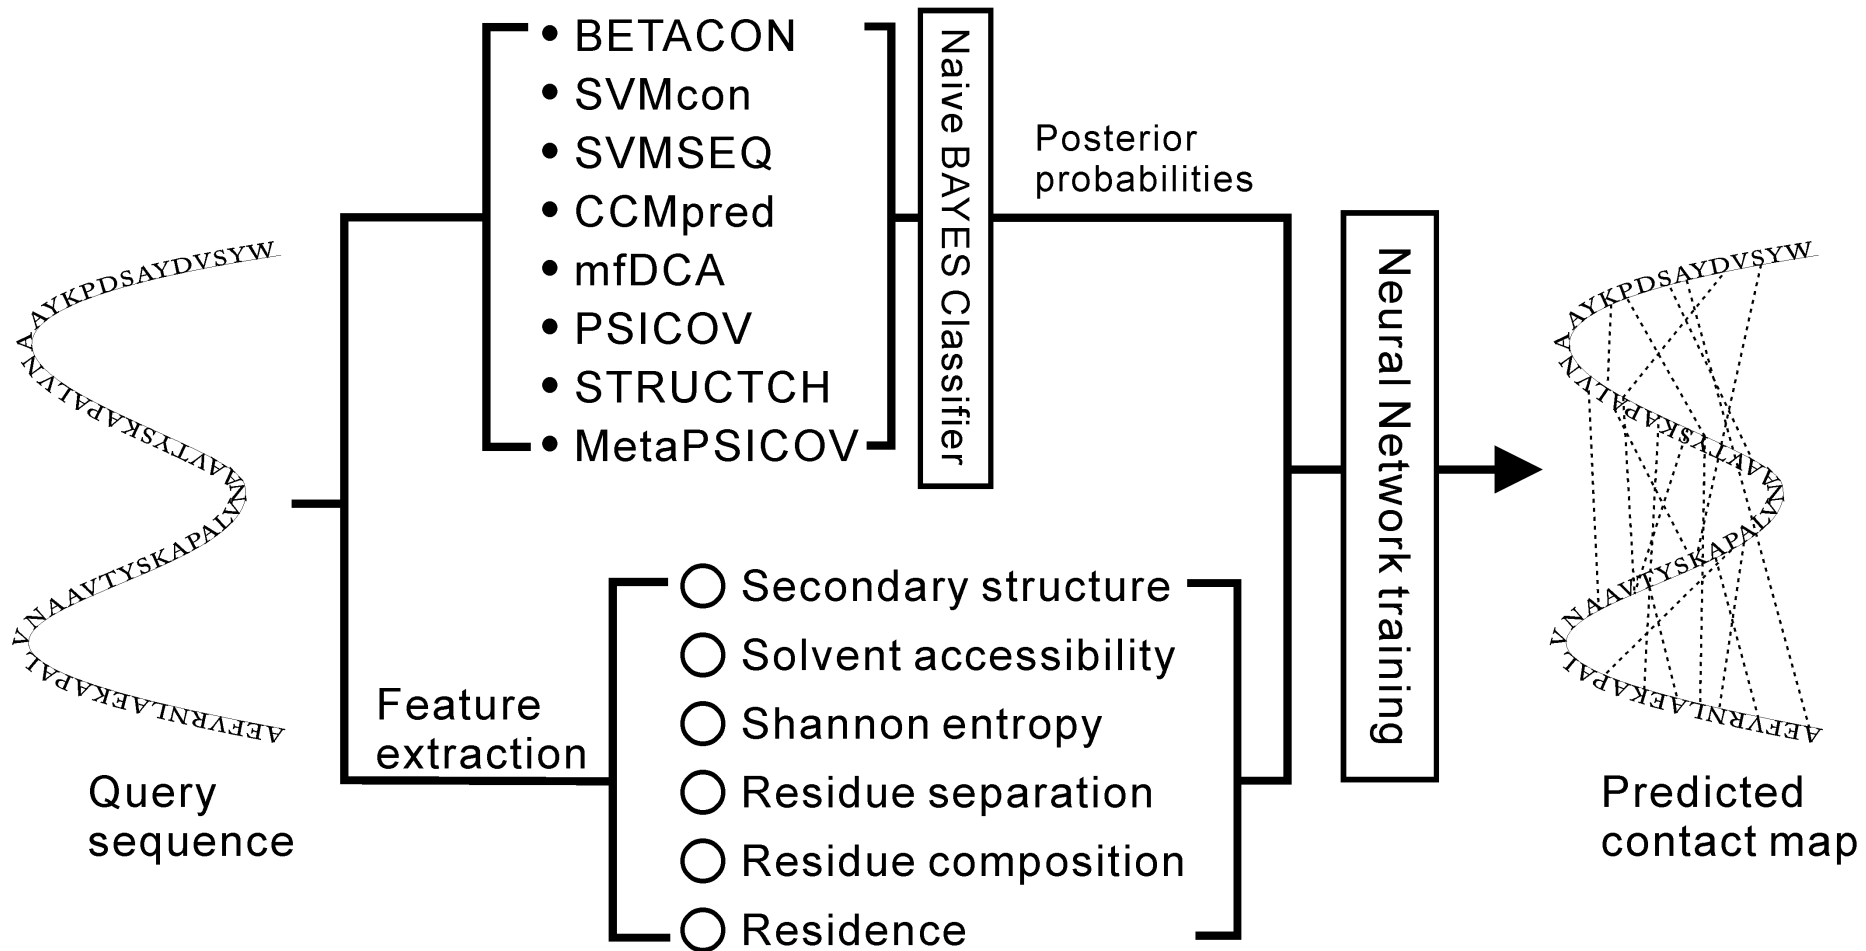 BETACON
SVMcon
SVMSEQ
CCMpred
mfDCA
PSICOV
STRUCTCH
MetaPSICOV
Naive BAYES Classifier
Posterior
probabilities
Neural Network training
AYKPDSAYDVSYW
Feature
extraction
Secondary structure
Solvent accessibility
Shannon entropy
Residue separation
Residue composition
Residence
Query
sequence
AYKPDSAYDVSYW
Predicted
contact map